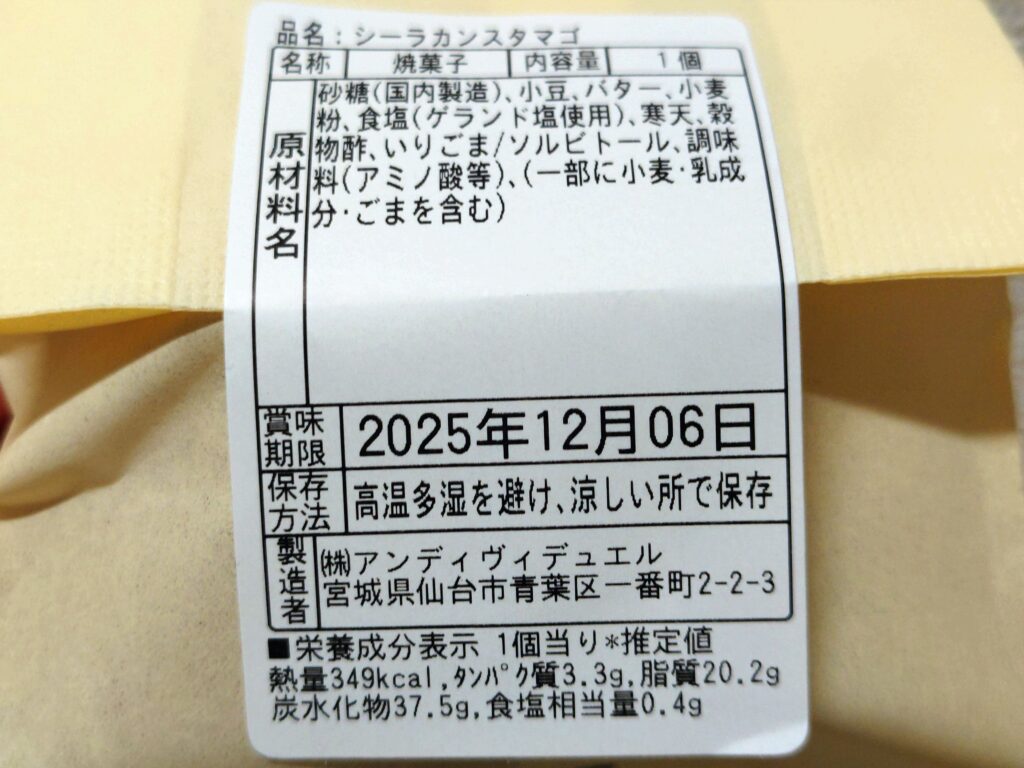 品名:シーラカンスタマゴ
名称 焼菓子 内容量 1個
原材料名
砂糖(国内製造)、小豆、バター、小麦
粉、食塩(ゲランド塩使用)、寒天、穀
物酢、いりごま/ソルビトール、調味
料(アミノ酸等)、(一部に小麦・乳成
分・ごまを含む)
賞味期限 2025年12月06日
保存方法 高温多湿を避け、涼しい所で保存
製造者
㈱アンディヴィデュエル
宮城県仙台市青葉区一番町2-2-3
■栄養成分表示 1個当り*推定値
熱量349kcal,タンパク質3.3g,脂質20.2g
炭水化物37.5g,食塩相当量0.4g